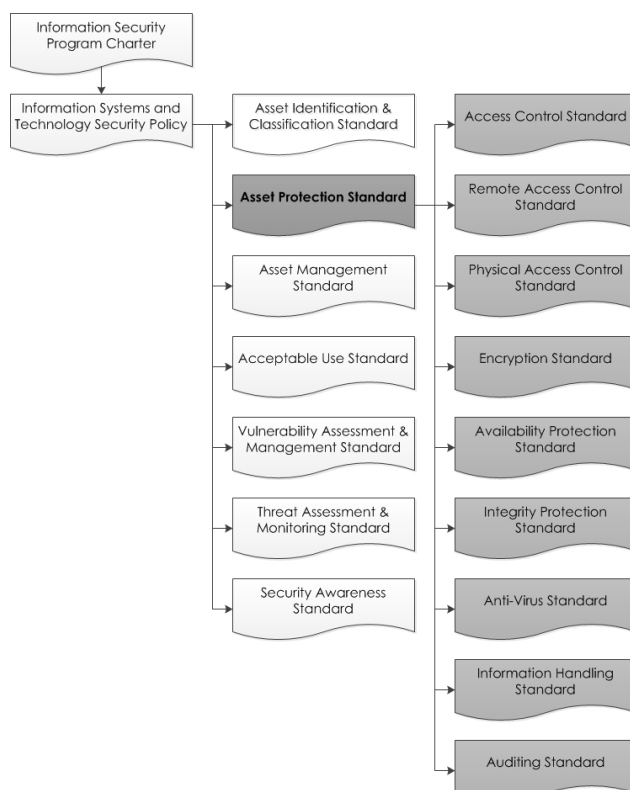 Information Security
Program Charter
Information Systems and
Technology Security Policy
Asset Identification &
Classification Standard
Asset Protection Standard
Asset Management
Standard
Acceptable Use Standard
Vulnerability Assessment &
Management Standard
Threat Assessment &
Monitoring Standard
Security Awareness
Standard
Access Control Standard
Remote Access Control
Standard
Physical Access Control
Standard
Encryption Standard
Availability Protection
Standard
Integrity Protection
Standard
Anti-Virus Standard
Information Handling
Standard
Auditing Standard